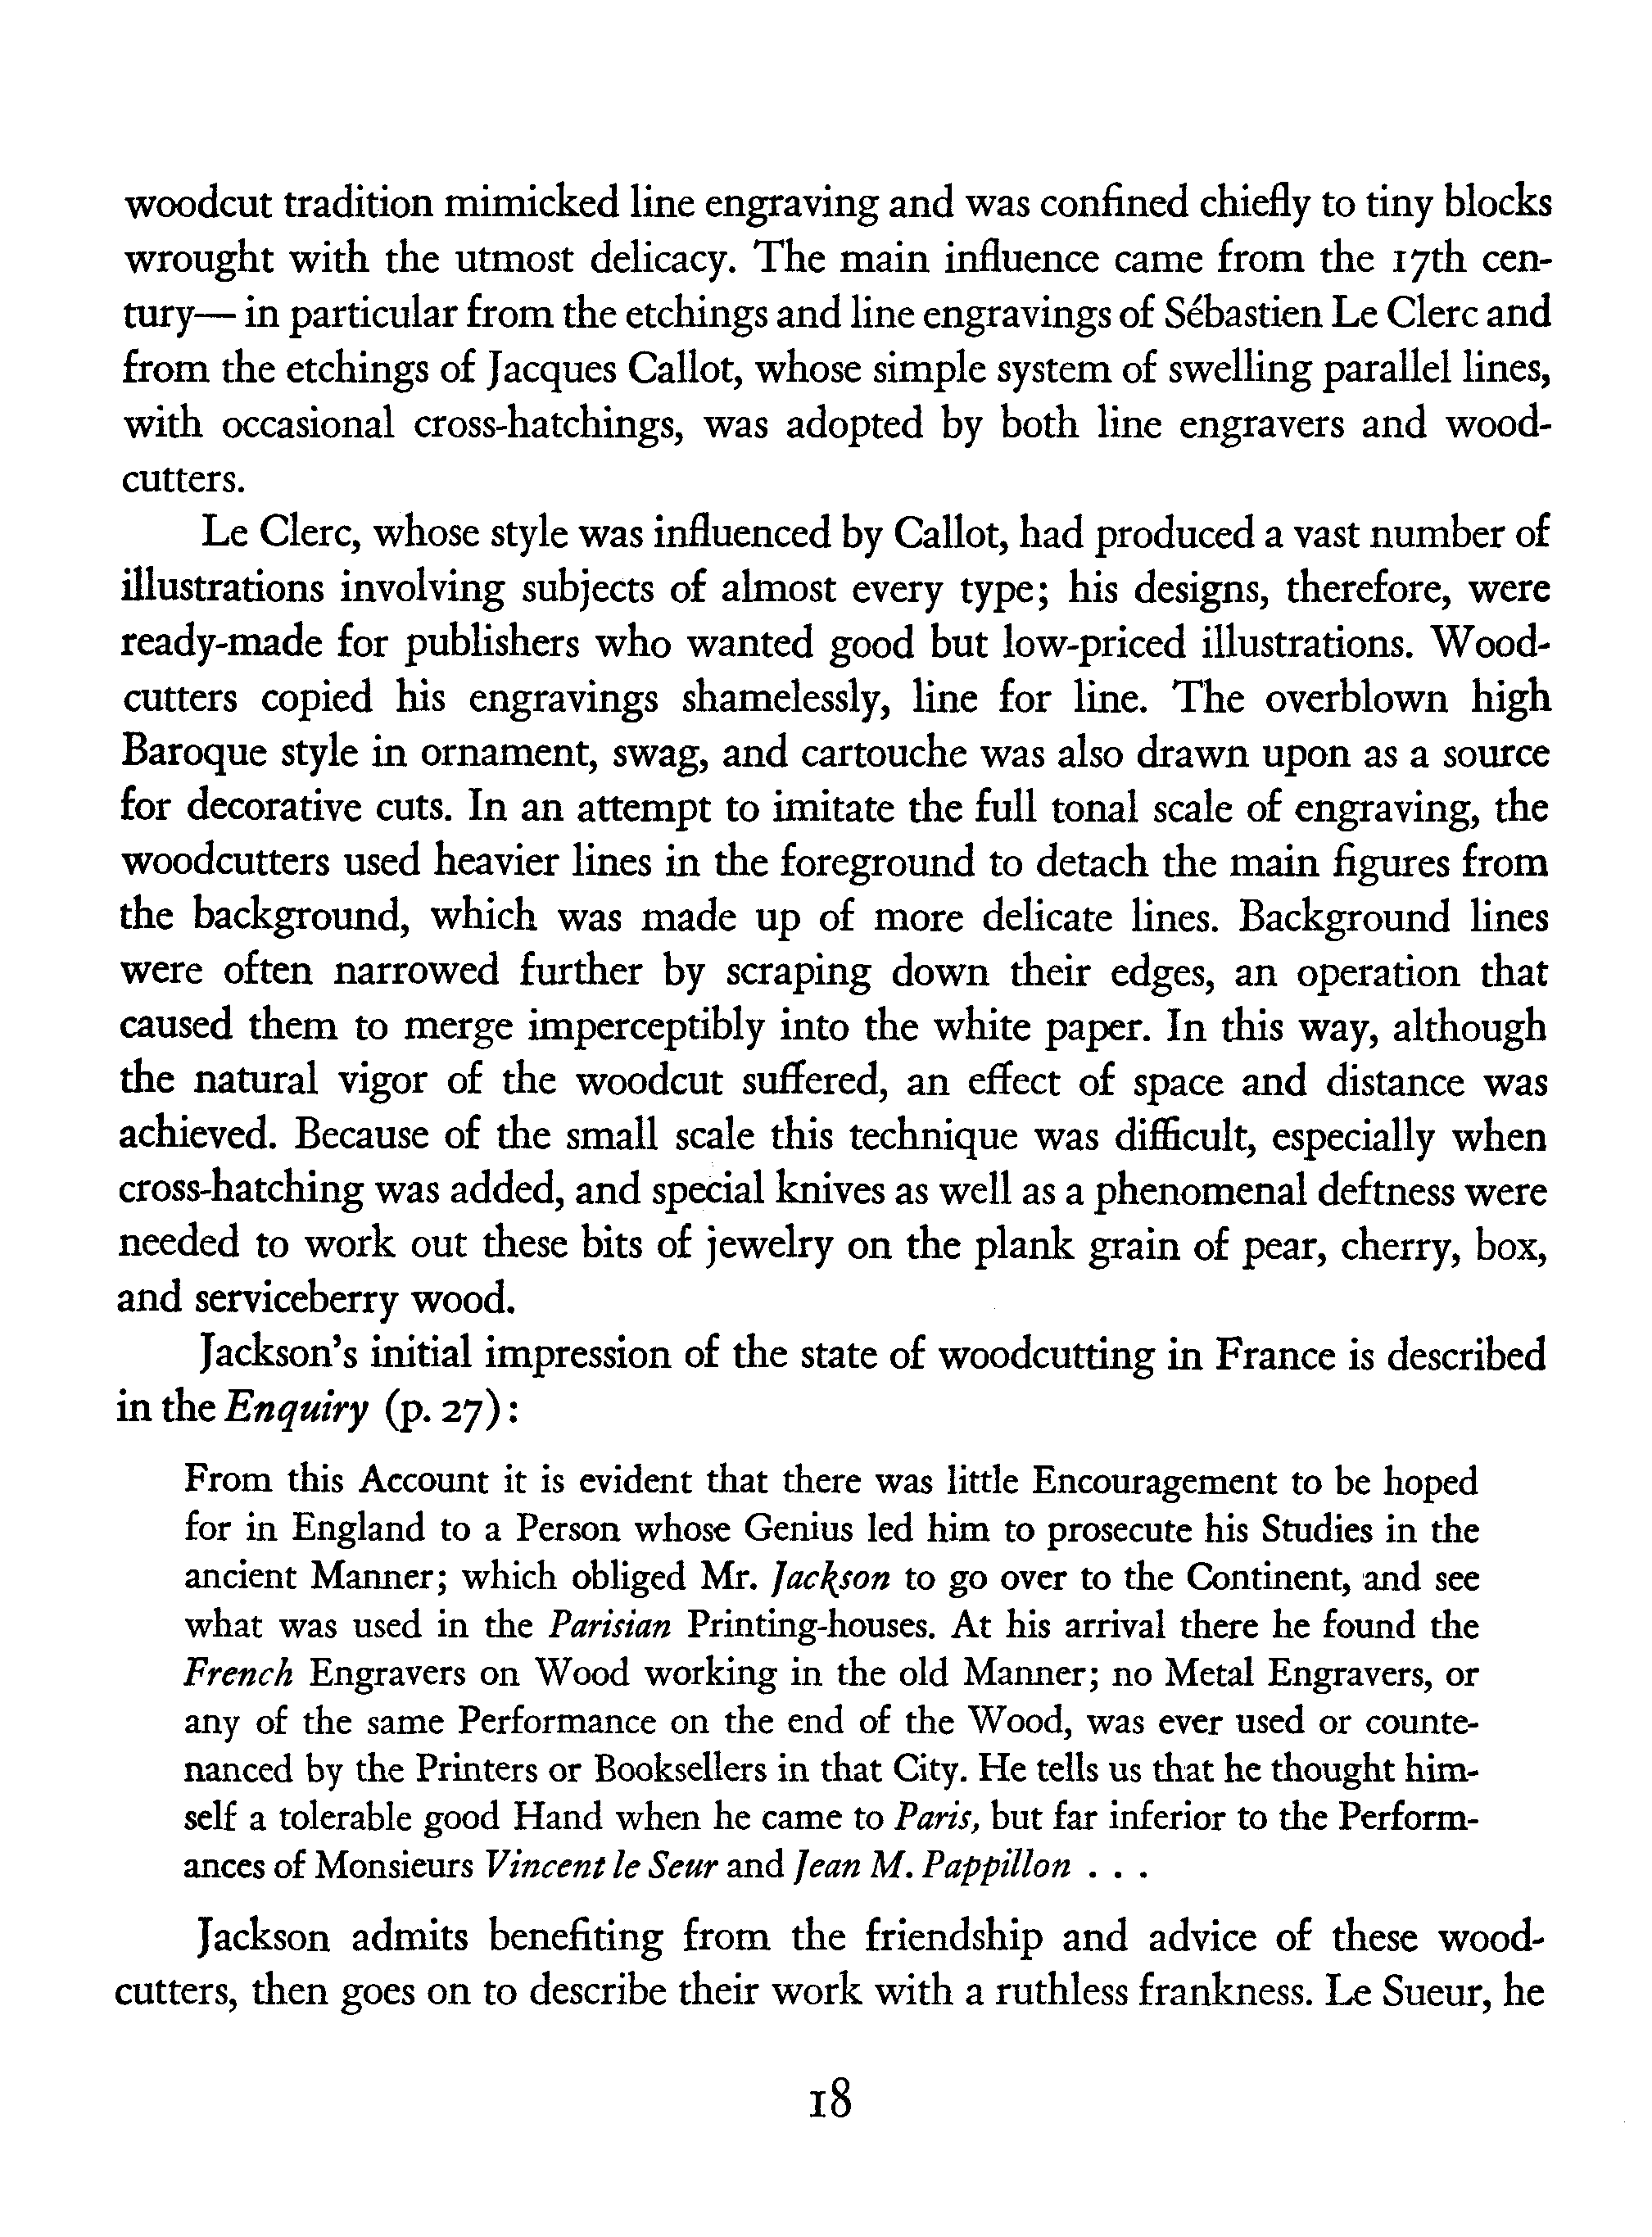 woodcut tradition mimicked line engraving and was confined chiefly to tiny blocks
wrought with the utmost delicacy. The main influence came from the 17th cen-
tury— in particular from the etchings and line engravings of Sébastien Le Clerc and
from the etchings of Jacques Callot, whose simple system of swelling parallel lines,
with occasional cross-hatchings, was adopted by both line engravers and wood-
cutters.
Le Clerc, whose style was influenced by Callot, had produced a vast number of
illustrations involving subjects of almost every type; his designs, therefore, were
ready-made for publishers who wanted good but low-priced illustrations. Wood-
cutters copied his engravings shamelessly, line for line. The overblown high
Baroque style in ornament, swag, and cartouche was also drawn upon as a source
for decorative cuts. In an attempt to imitate the full tonal scale of engraving, the
woodcutters used heavier lines in the foreground to detach the main figures from
the background, which was made up of more delicate lines. Background lines
were often narrowed further by scraping down their edges, an operation that
caused them to merge imperceptibly into the white paper. In this way, although
the natural vigor of the woodcut suffered, an effect of space and distance was
achieved. Because of the small scale this technique was difficult, especially when
cross-hatching was added, and special knives as well as a phenomenal deftness were
needed to work out these bits of jewelry on the plank grain of pear, cherry, box,
and serviceberry wood.
Jackson's initial impression of the state of woodcutting in France is described
in the Enquiry (p. 27):
From this Account it is evident that there was little Encouragement to be hoped
for in England to a Person whose Genius led him to prosecute his Studies in the
ancient Manner; which obliged Mr. Jackson to go over to the Continent, and see
what was used in the Parisian Printing-houses. At his arrival there he found the
French Engravers on Wood working in the old Manner; no Metal Engravers, or
any of the same Performance on the end of the Wood, was ever used or counte-
nanced by the Printers or Booksellers in that City. He tells us that he thought him-
self a tolerable good Hand when he came to Paris, but far inferior to the Perform-
ances of Monsieurs Vincent le Seur and Jean M. Pappillon . . .
Jackson admits benefiting from the friendship and advice of these wood-
cutters, then goes on to describe their work with a ruthless frankness. Le Sueur, he
18